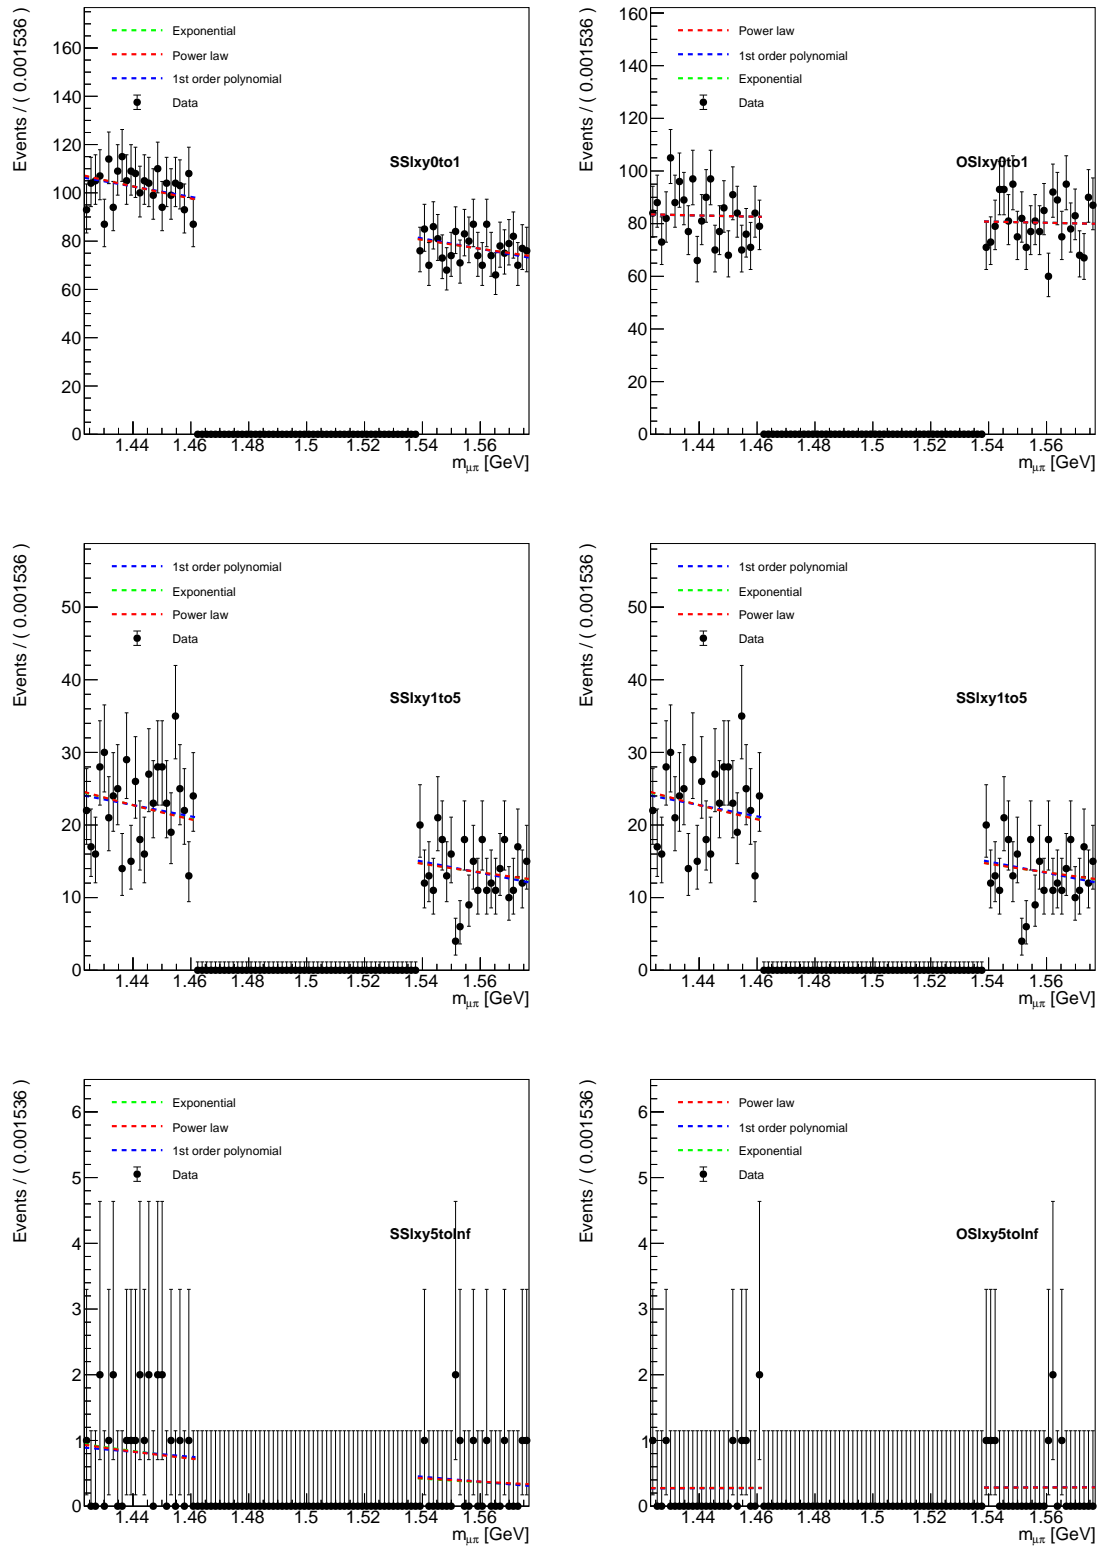 Events / ( 0.001536 )
160
140
120
100
80
60
40
20
0
Exponential
Power law
1st order polynomial
Data
SSlxy0to1
1.44 1.46 1.48 1.5 1.52 1.54 1.56
mμπ [GeV]
Events / ( 0.001536 )
160
140
120
100
80
60
40
20
0
Power law
1st order polynomial
Exponential
Data
OSlxy0to1
1.44 1.46 1.48 1.5 1.52 1.54 1.56
mμπ [GeV]
Events / ( 0.001536 )
50
40
30
20
10
0
1st order polynomial
Exponential
Power law
Data
SSlxy1to5
1.44 1.46 1.48 1.5 1.52 1.54 1.56
mμπ [GeV]
Events / ( 0.001536 )
50
40
30
20
10
0
1st order polynomial
Exponential
Power law
Data
SSlxy1to5
1.44 1.46 1.48 1.5 1.52 1.54 1.56
mμπ [GeV]
Events / ( 0.001536 )
6
5
4
3
2
1
0
Exponential
Power law
1st order polynomial
Data
SSlxy5toInf
1.44 1.46 1.48 1.5 1.52 1.54 1.56
mμπ [GeV]
Events / ( 0.001536 )
6
5
4
3
2
1
0
Power law
1st order polynomial
Exponential
Data
OSlxy5toInf
1.44 1.46 1.48 1.5 1.52 1.54 1.56
mμπ [GeV]